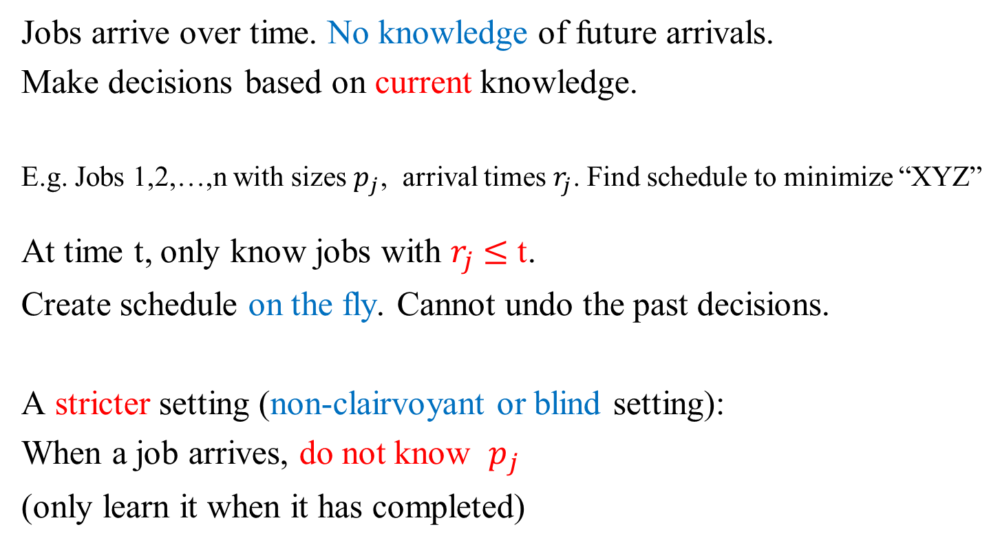 Jobs arrive over time. No knowledge of future arrivals.
Make decisions based on current knowledge.
E.g. Jobs 1,2,…,n with sizes $p_j$, arrival times $r_j$. Find schedule to minimize “XYZ”
At time t, only know jobs with $r_j \leq$ t.
Create schedule on the fly. Cannot undo the past decisions.
A stricter setting (non-clairvoyant or blind setting):
When a job arrives, do not know $p_j$
(only learn it when it has completed)